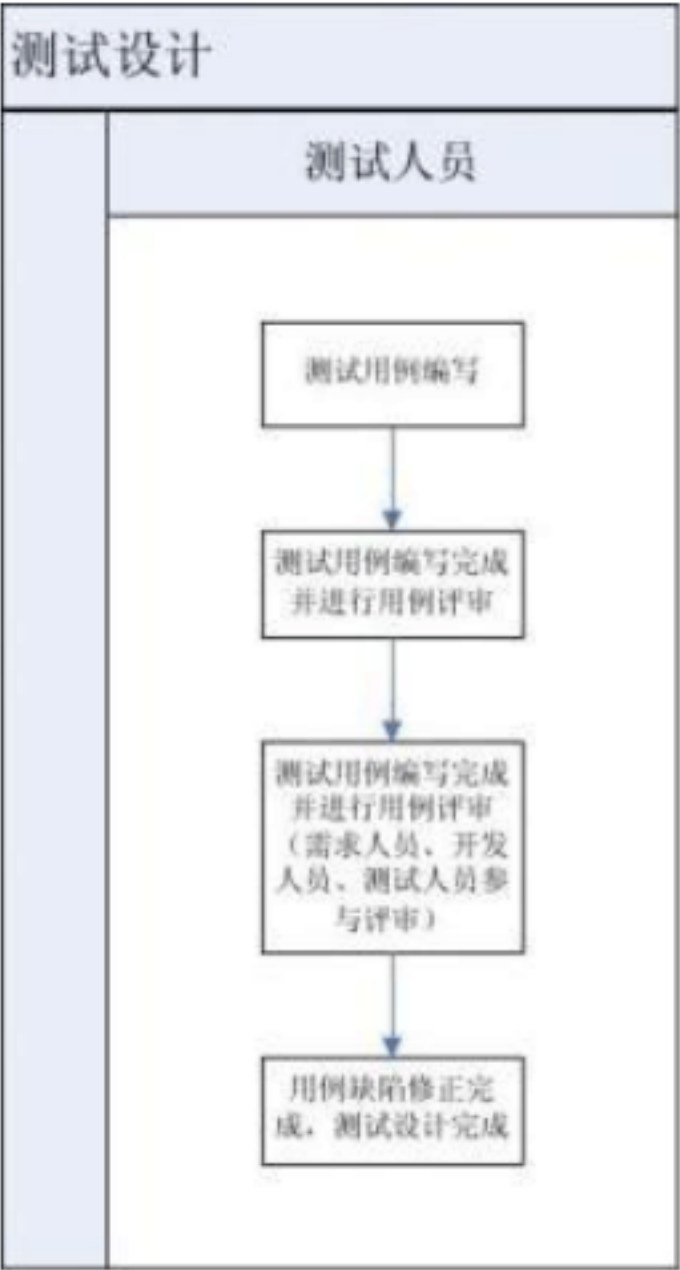 测试设计
测试人员
测试用例编写
测试用例编写完成
并进行用例评审
测试用例编写完成
并进行用例评审
（需求人员、开发
人员、测试人员参
与评审）
用例缺陷修正完
成，测试设计完成